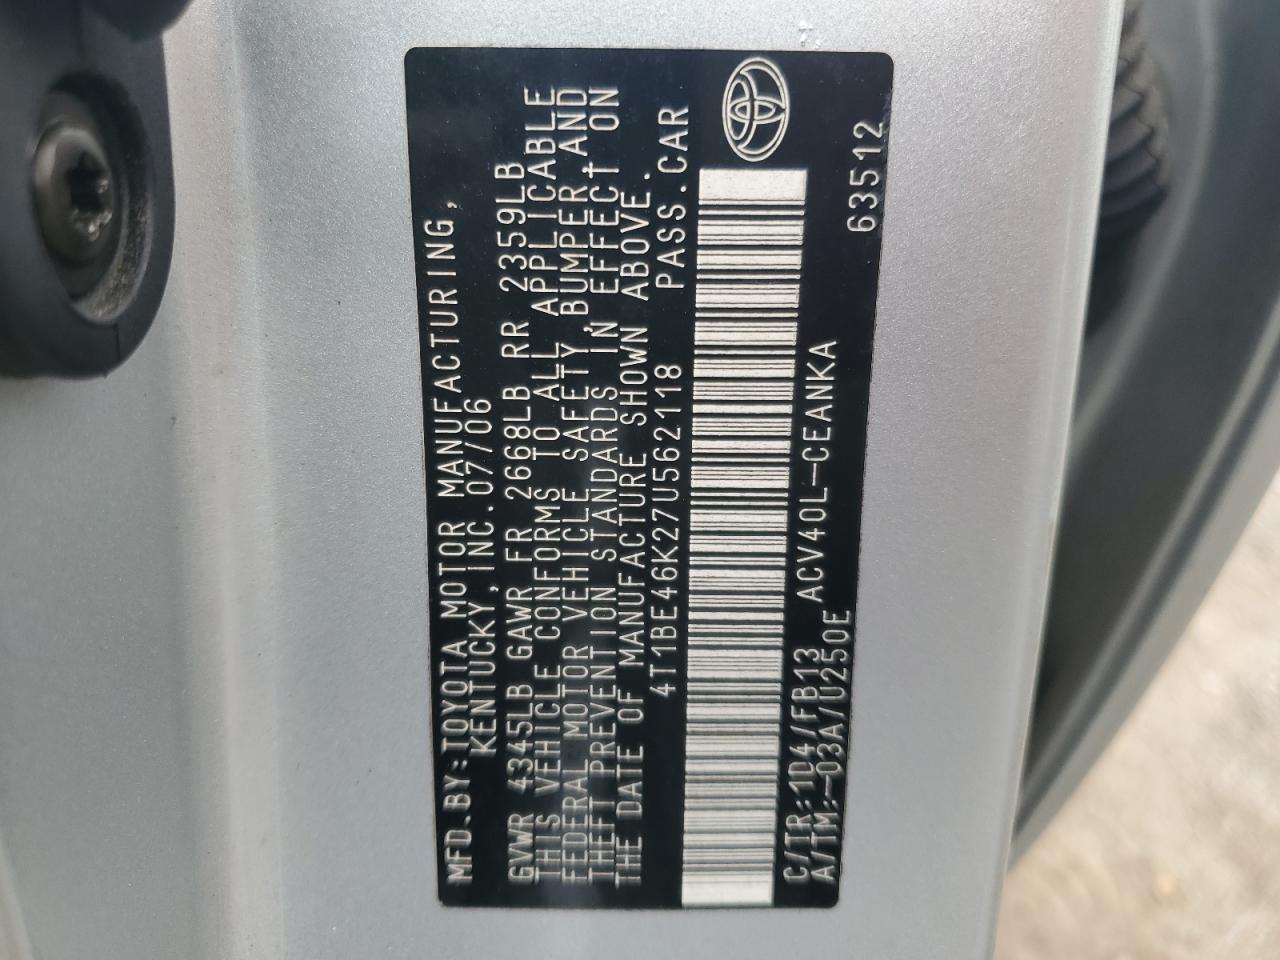 MFD.BY:TOYOTA MOTOR MANUFACTURING,
KENTUCKY,INC.07/06
GVWR 4345LB GAWR FR 2668LB RR 2359LB
THIS VEHICLE CONFORMS TO ALL APPLICABLE
FEDERAL MOTOR VEHICLE SAFETY,BUMPER,AND
THEFT PREVENTION STANDARDS IN EFFECT ON
THE DATE OF MANUFACTURE SHOWN ABOVE.
4T1BE46K27U562118 PASS.CAR
C/TR:1D4/FB13 ACV40L-CEANKA 63512
A/TM:-03A/U250E